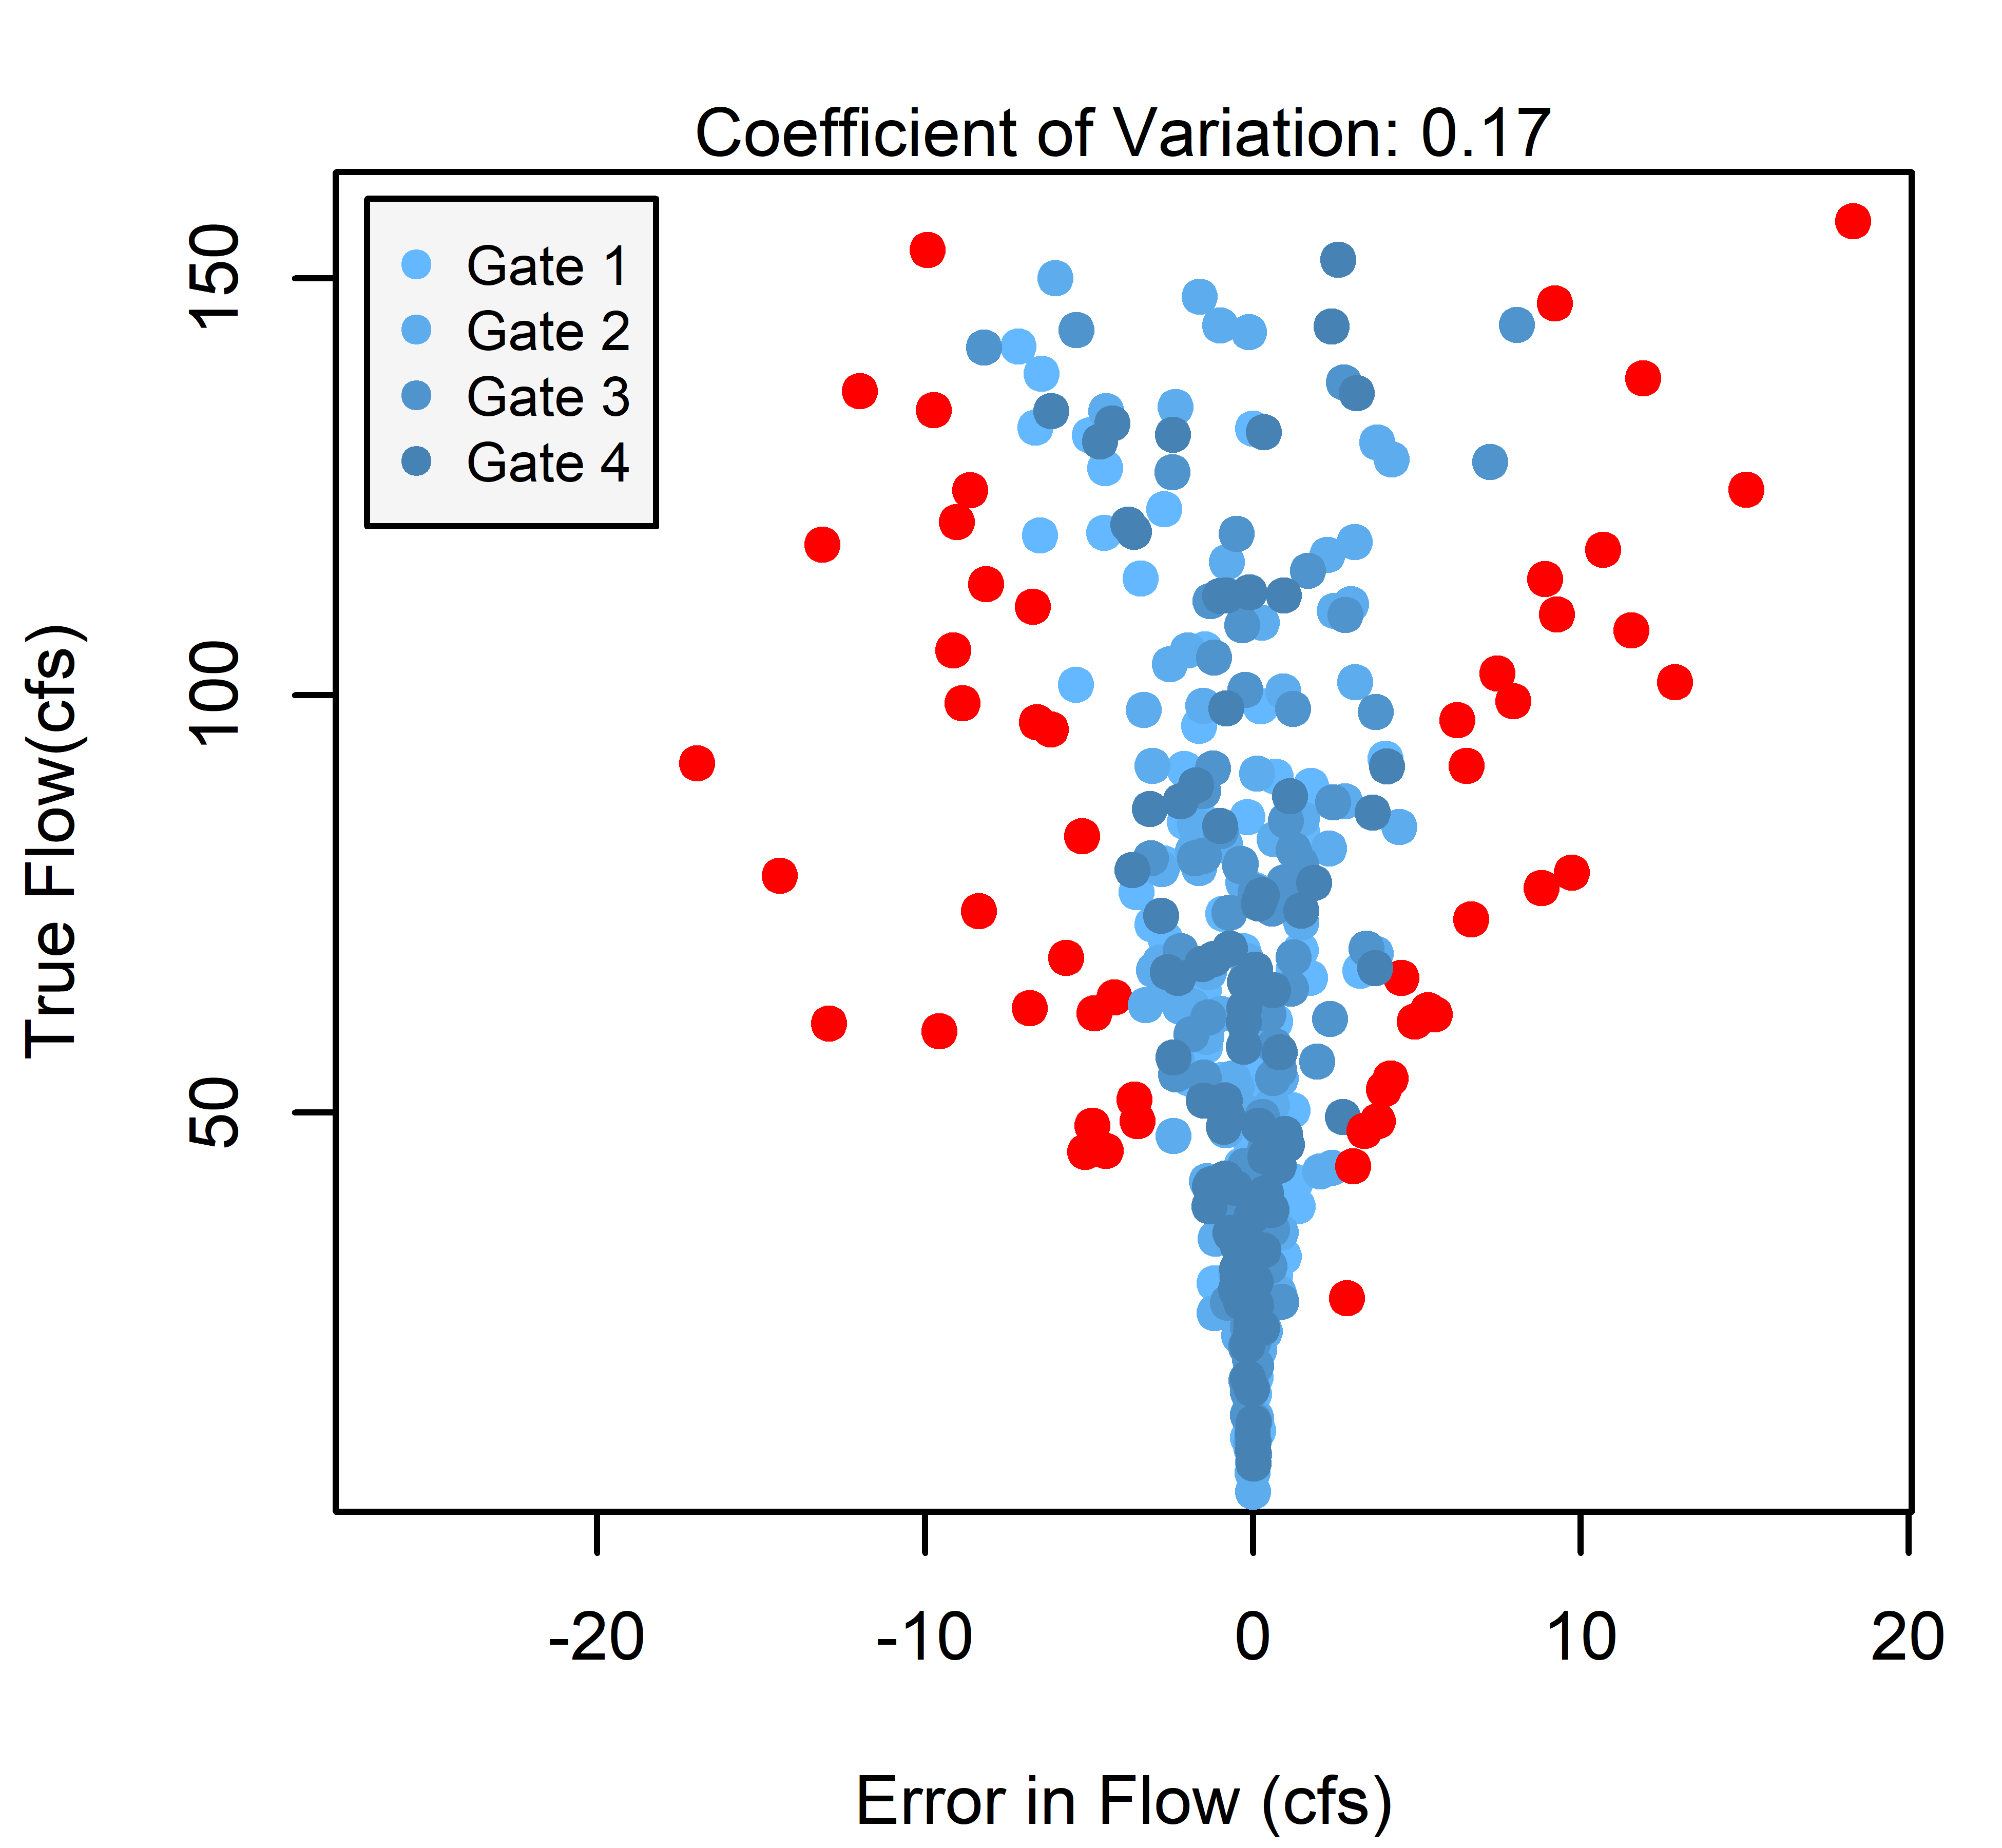 Coefficient of Variation: 0.17
Gate 1
Gate 2
Gate 3
Gate 4
150
100
50
True Flow(cfs)
-20 -10 0 10 20
Error in Flow (cfs)